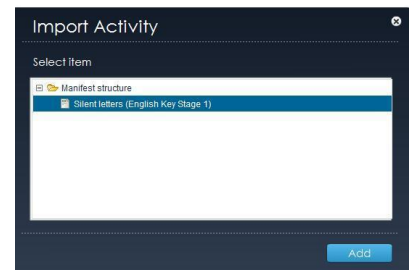 Import Activity
Select item
Manifest structure
Silent letters (English Key Stage 1)
Add